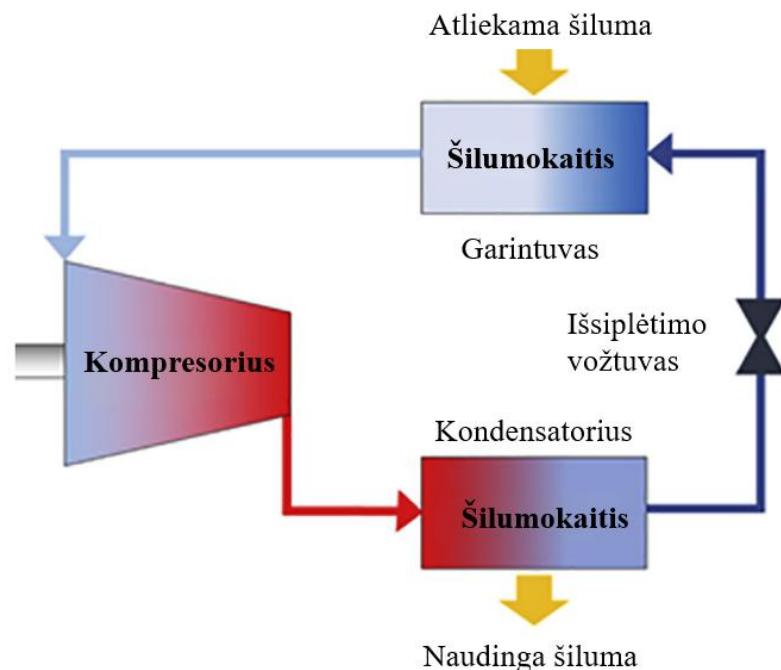 Atliekama šiluma
Šilumokaitis
Garintuvas
Išsiplėtimo
vožtuvas
Kompresorius
Kondensatorius
Šilumokaitis
Naudinga šiluma